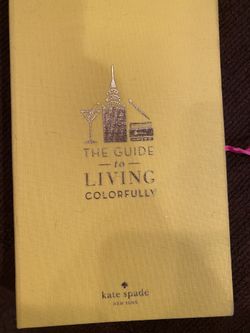 THE GUIDE
to
LIVING
COLORFULLY
kate spade
NEW YORK